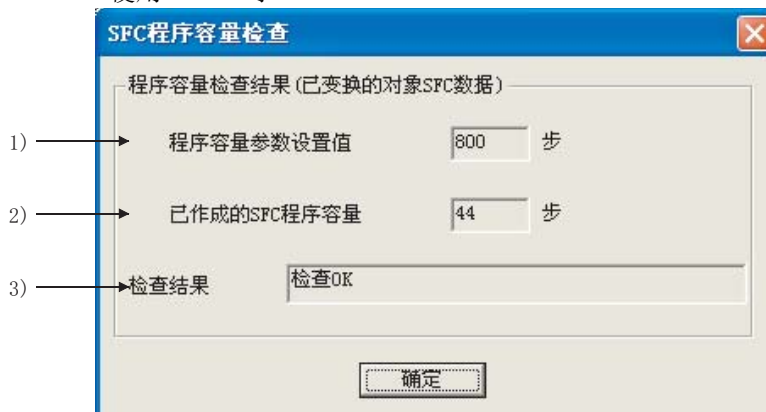 SFC程序容量检查
程序容量检查结果(已变换的对象SFC数据)
1) 程序容量参数设置值 800 步
2) 已作成的SFC程序容量 44 步
3) 检查结果 检查OK
确定